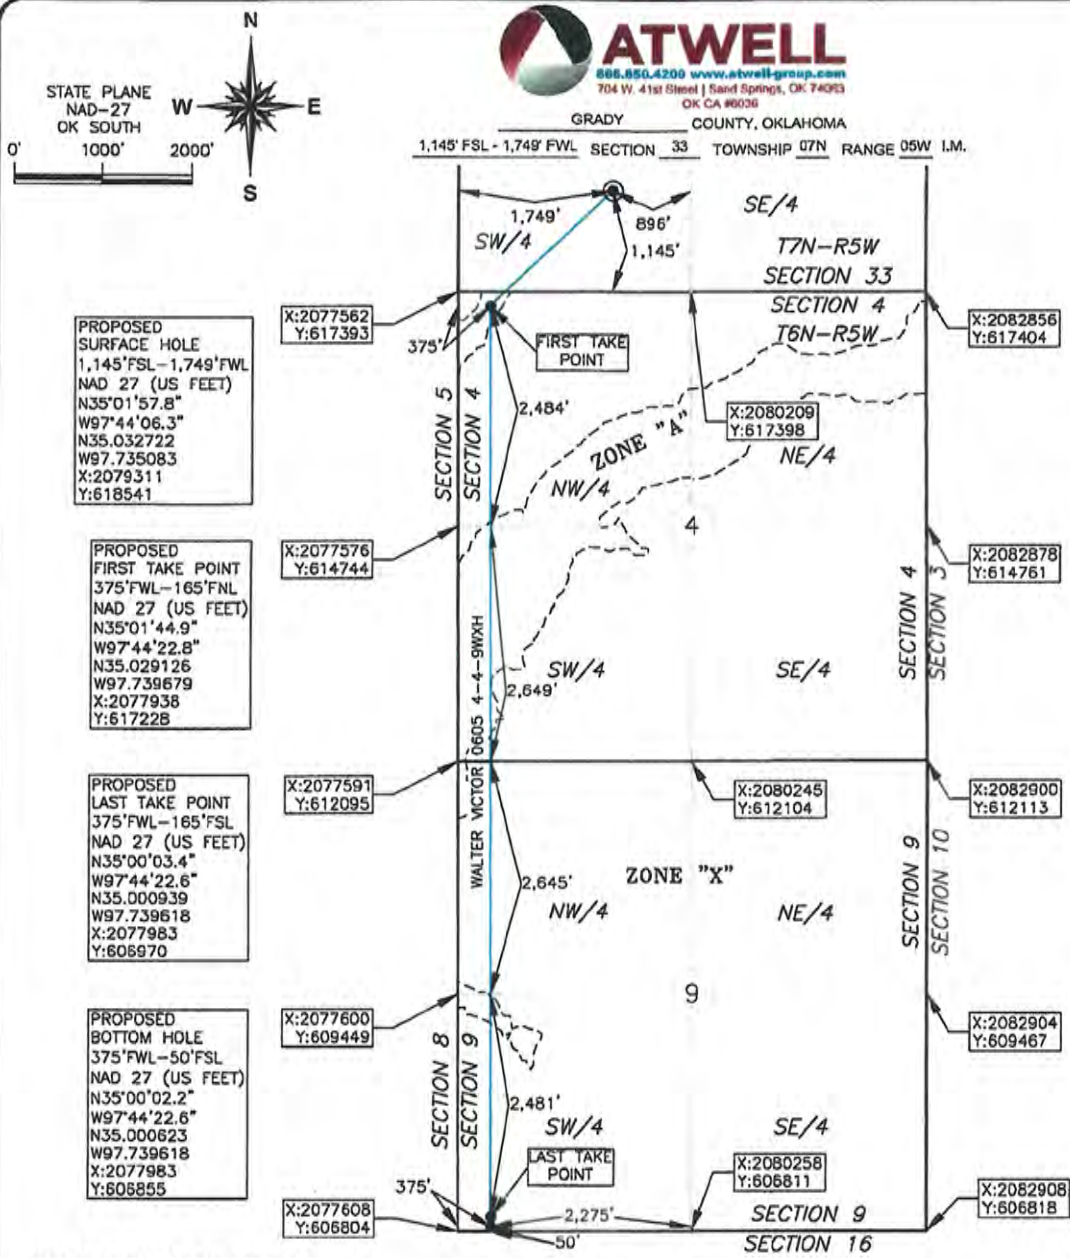 N
W
E
S
STATE PLANE
NAD-27
OK SOUTH
0' 1000' 2000'
ATWELL
866.850.4200 www.atwell-group.com
704 W. 41st Street | Sand Springs, OK 74063
OK CA #6036
GRADY COUNTY, OKLAHOMA
1,145' FSL - 1,749' FWL SECTION 33 TOWNSHIP 07N RANGE 05W I.M.
1,749'
896'
1,145'
SW/4
SE/4
T7N-R5W
SECTION 33
SECTION 4
T6N-R5W
X:2077562
Y:617393
X:2082856
Y:617404
375'
FIRST TAKE
POINT
X:2080209
Y:617398
PROPOSED
SURFACE HOLE
1,145'FSL-1,749'FWL
NAD 27 (US FEET)
N35°01'57.8"
W97°44'06.3"
N35.032722
W97.735083
X:2079311
Y:618541
SECTION 5
SECTION 4
2,484'
ZONE "A"
NW/4
NE/4
4
X:2077576
Y:614744
X:2082878
Y:614761
PROPOSED
FIRST TAKE POINT
375'FWL-165'FNL
NAD 27 (US FEET)
N35°01'44.9"
W97°44'22.8"
N35.029126
W97.739679
X:2077938
Y:617228
SECTION 4
SECTION 3
WALTER VICTOR 0605 4-4-9WXH
SW/4
SE/4
2,649'
X:2077591
Y:612095
X:2080245
Y:612104
X:2082900
Y:612113
PROPOSED
LAST TAKE POINT
375'FWL-165'FSL
NAD 27 (US FEET)
N35°00'03.4"
W97°44'22.6"
N35.000939
W97.739618
X:2077983
Y:606970
ZONE "X"
2,645'
NW/4
NE/4
SECTION 9
SECTION 10
9
X:2077600
Y:609449
X:2082904
Y:609467
PROPOSED
BOTTOM HOLE
375'FWL-50'FSL
NAD 27 (US FEET)
N35°00'02.2"
W97°44'22.6"
N35.000623
W97.739618
X:2077983
Y:606855
SECTION 8
SECTION 9
2,481'
SW/4
SE/4
LAST TAKE
POINT
X:2080258
Y:606811
375'
X:2077608
Y:606804
2,275'
50'
X:2082908
Y:606818
SECTION 9
SECTION 16